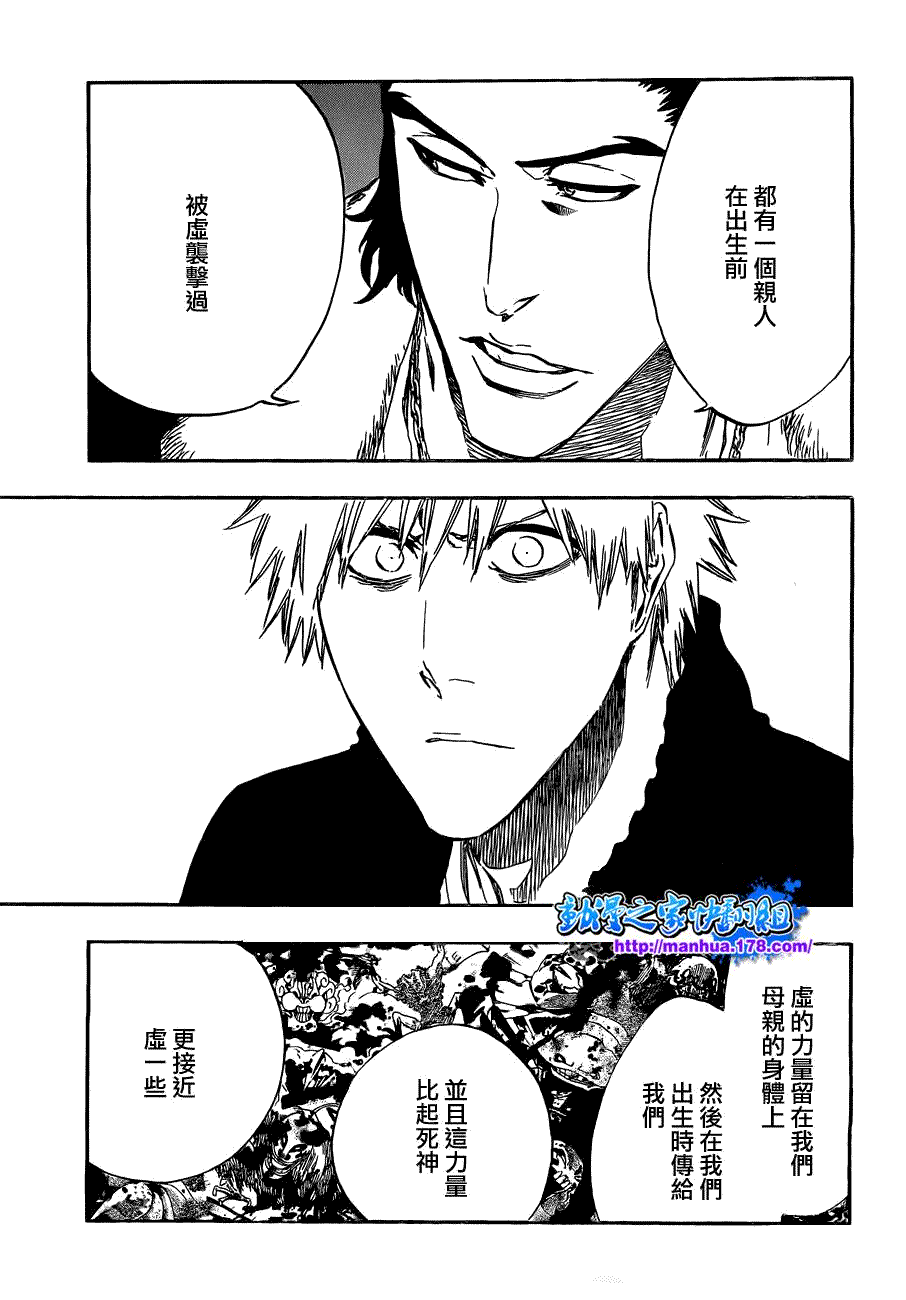 都有一個親人
在出生前
被虛襲擊過
動漫之家快翻組
http://manhua.178.com/
虛的力量留在我們
母親的身體上
然後在我們
出生時傳給
我們
並且這力量
比起死神
更接近
虛一些